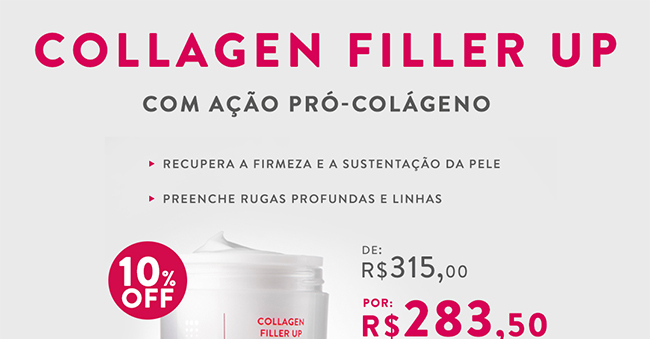 COLLAGEN FILLER UP
COM AÇÃO PRÓ-COLÁGENO
▸ RECUPERA A FIRMEZA E A SUSTENTAÇÃO DA PELE
▸ PREENCHE RUGAS PROFUNDAS E LINHAS
10% OFF
DE:
R$315,00
POR:
R$283,50
COLLAGEN
FILLER UP